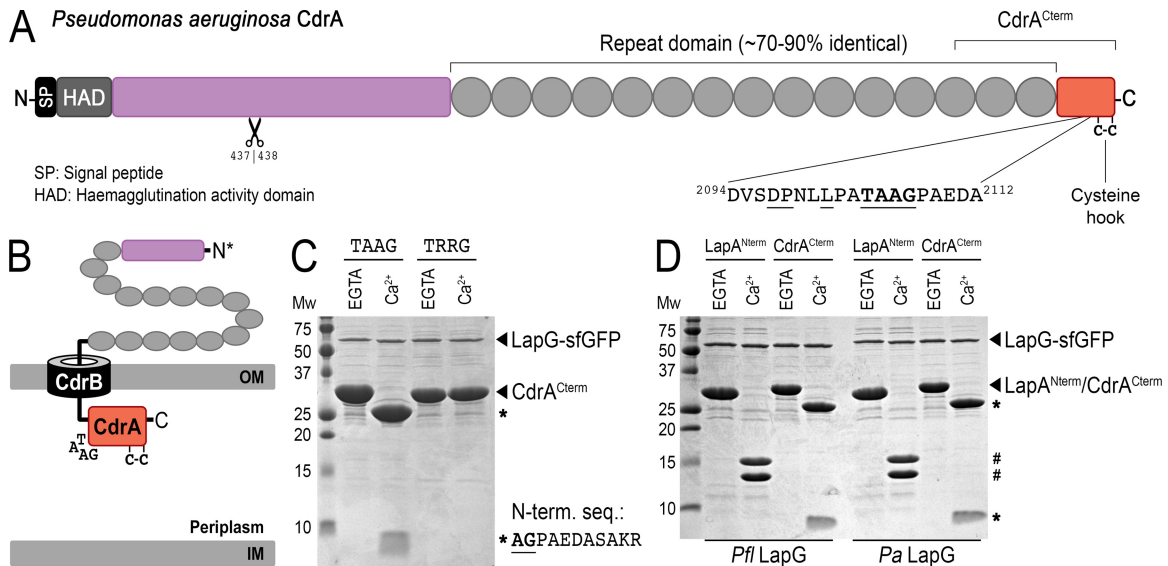 A
Pseudomonas aeruginosa CdrA
CdrA^Cterm
Repeat domain (~70-90% identical)
N
SP
HAD
C
C-C
437|438
SP: Signal peptide
HAD: Haemagglutination activity domain
2094DVSDPNLLPATAAGPAEDA2112
Cysteine
hook
B
N*
CdrB
OM
CdrA
C
A T AG
C-C
Periplasm
IM
C
TAAG TRRG
EGTA Ca2+ EGTA Ca2+
Mw
75
50
37
25
20
15
10
LapG-sfGFP
CdrA^Cterm
*
N-term. seq.:
* AGPAEDASAKR
D
LapA^Nterm CdrA^Cterm LapA^Nterm CdrA^Cterm
EGTA Ca2+ EGTA Ca2+ EGTA Ca2+ EGTA Ca2+
Mw
75
50
37
25
20
15
10
LapG-sfGFP
LapA^Nterm/CdrA^Cterm
*
#
#
*
Pfl LapG Pa LapG